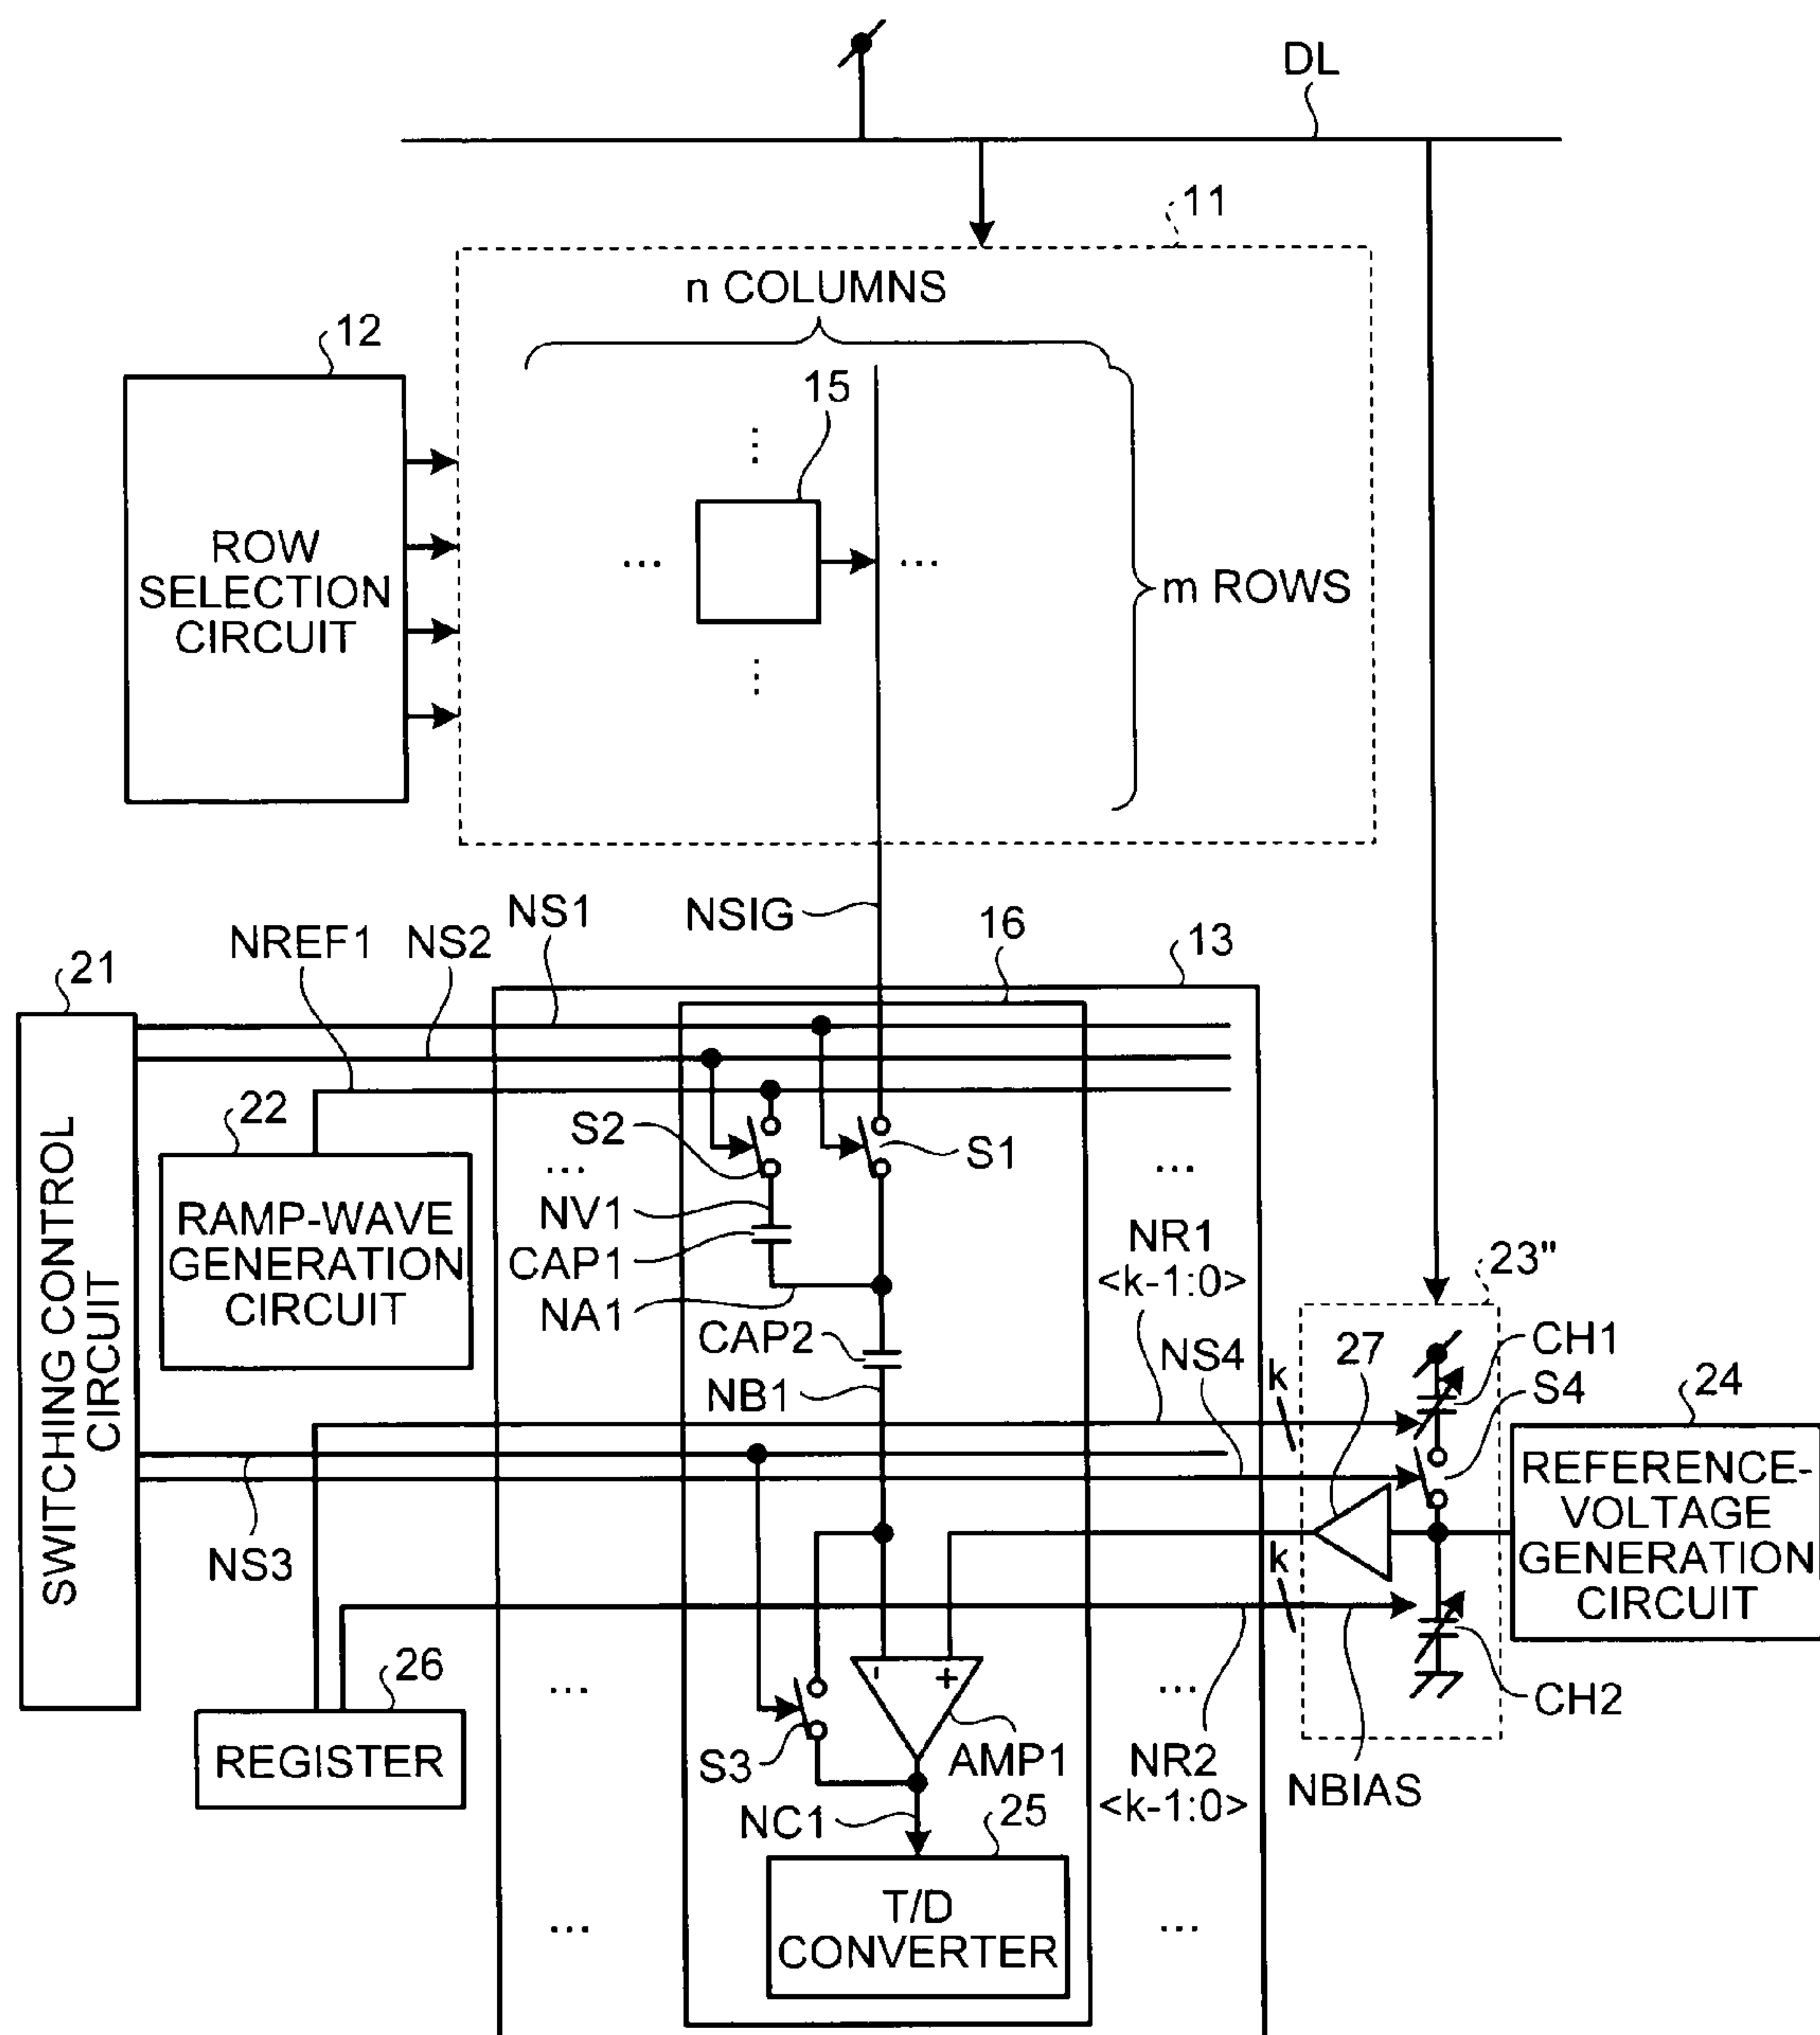 DL
11
n COLUMNS
12
15
...
ROW
SELECTION
CIRCUIT
...
...
m ROWS
...
NS1
NSIG
16
13
NREF1
NS2
21
22
S2
S1
...
...
SWITCHING CONTROL
CIRCUIT
RAMP-WAVE
GENERATION
CIRCUIT
NV1
CAP1
NA1
NR1
<k-1:0>
23"
CAP2
NS4
27
CH1
S4
24
NB1
k
REFERENCE-
VOLTAGE
GENERATION
CIRCUIT
NS3
k
26
REGISTER
...
-
+
...
S3
AMP1
CH2
NR2
<k-1:0>
NBIAS
NC1
25
T/D
CONVERTER
...
...